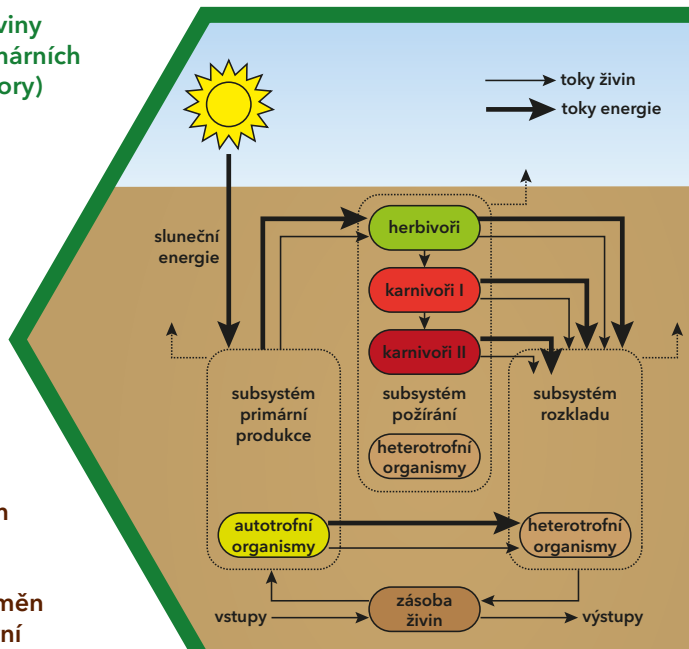 viny
nárních
ory)
toky živin
toky energie
sluneční
energie
herbivoři
karnivoři I
karnivoři II
subsystém
primární
produkce
subsystém
požírání
subsystém
rozkladu
heterotrofní
organismy
autotrofní
organismy
heterotrofní
organismy
zásoba
živin
vstupy
výstupy
n
měn
ní